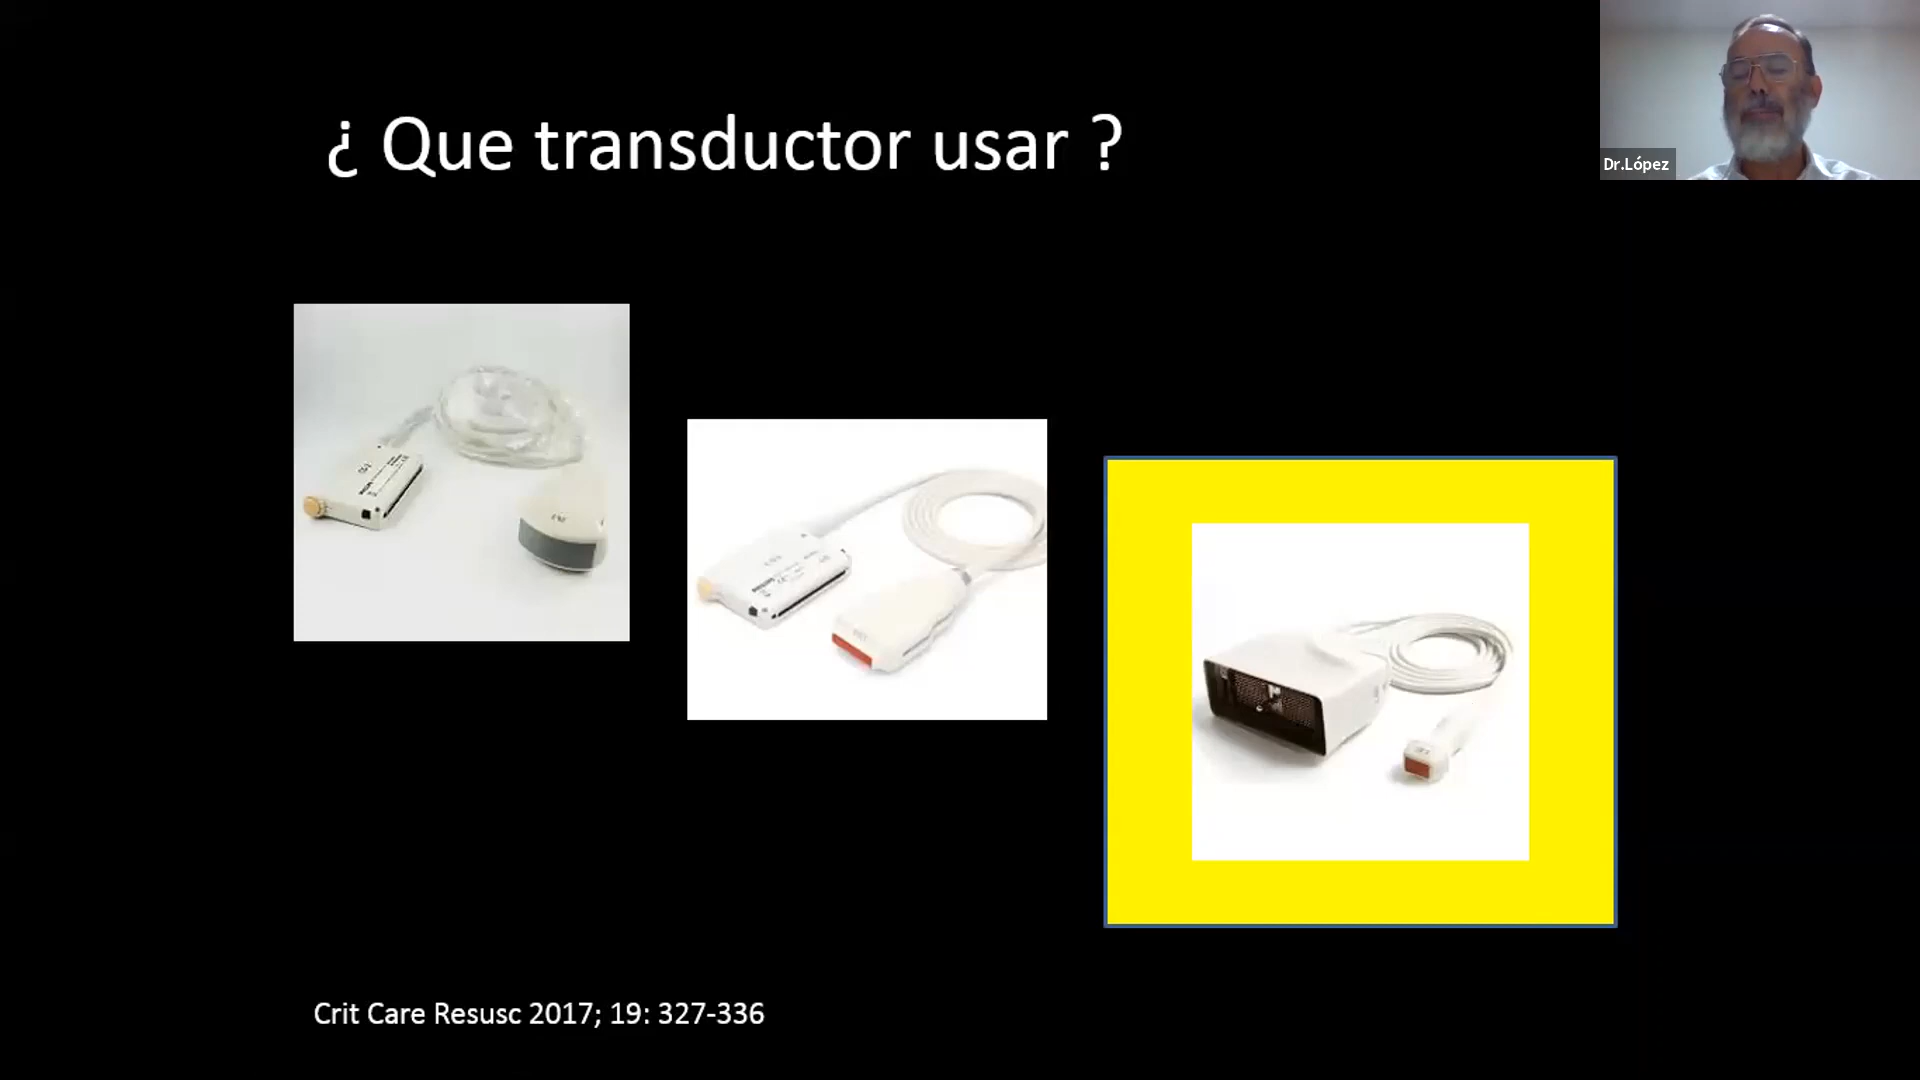 ¿ Que transductor usar ?
Dr.López
Crit Care Resusc 2017; 19: 327-336